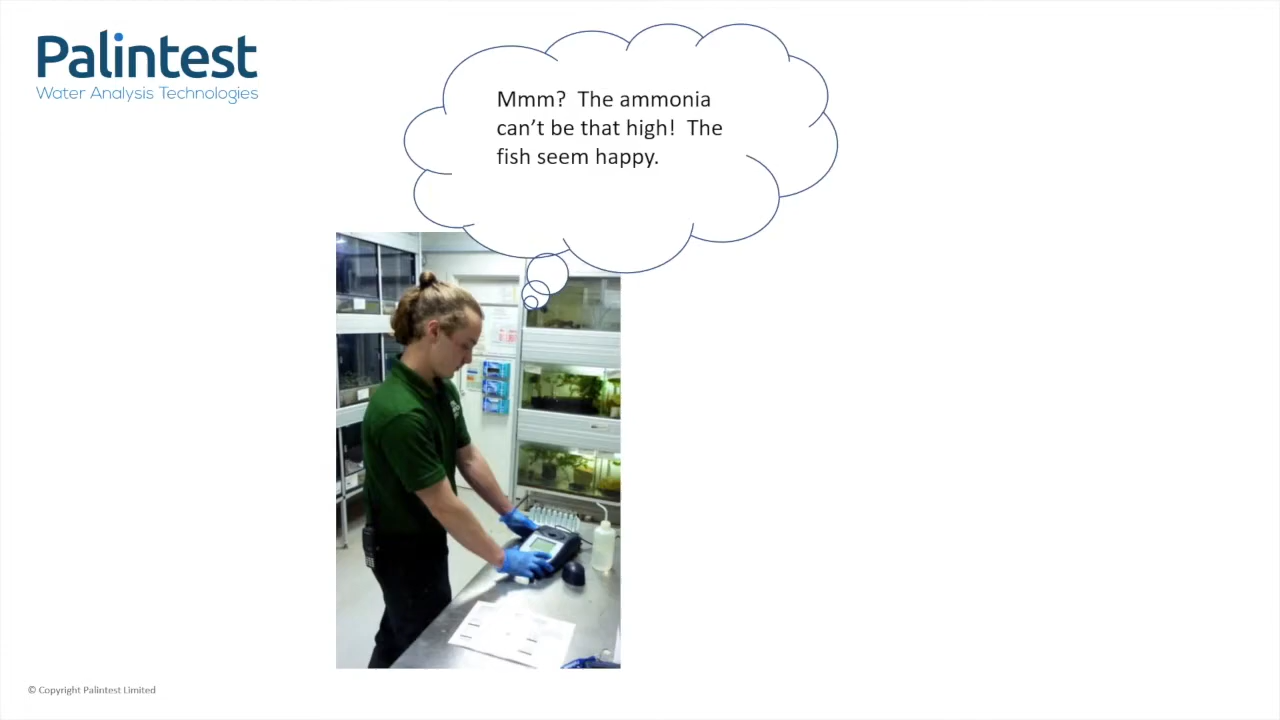 Palintest
Water Analysis Technologies
Mmm?  The ammonia
can’t be that high!  The
fish seem happy.
© Copyright Palintest Limited